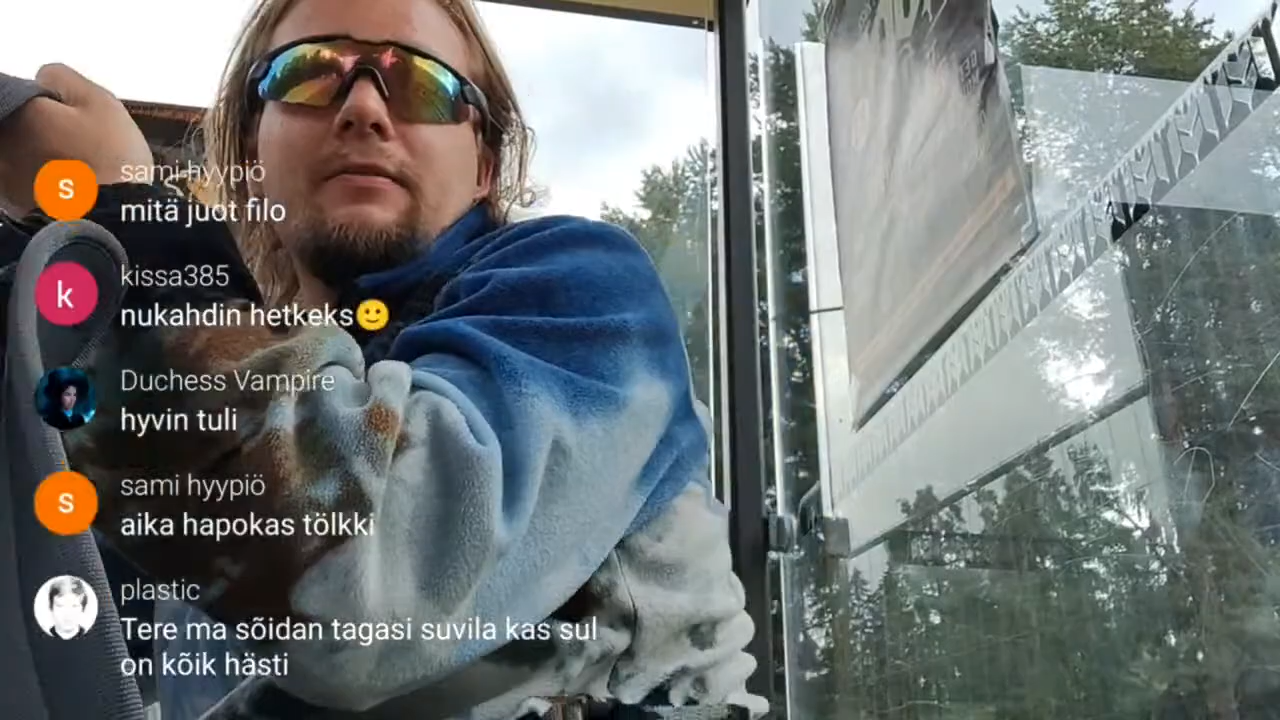 sami hyypiö
mitä juot filo
kissa385
nukahdin hetkeks🙂
Duchess Vampire
hyvin tuli
sami hyypiö
aika hapokas tölkki
plastic
Tere ma sõidan tagasi suvila kas sul
on kõik hästi